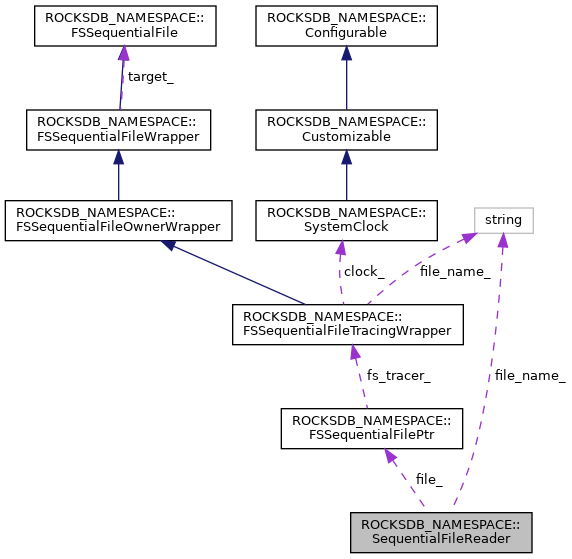 ROCKSDB_NAMESPACE::
FSSequentialFile
ROCKSDB_NAMESPACE::
Configurable
target_
ROCKSDB_NAMESPACE::
FSSequentialFileWrapper
ROCKSDB_NAMESPACE::
Customizable
ROCKSDB_NAMESPACE::
FSSequentialFileOwnerWrapper
ROCKSDB_NAMESPACE::
SystemClock
string
clock_
file_name_
ROCKSDB_NAMESPACE::
FSSequentialFileTracingWrapper
fs_tracer_
file_name_
ROCKSDB_NAMESPACE::
FSSequentialFilePtr
file_
ROCKSDB_NAMESPACE::
SequentialFileReader